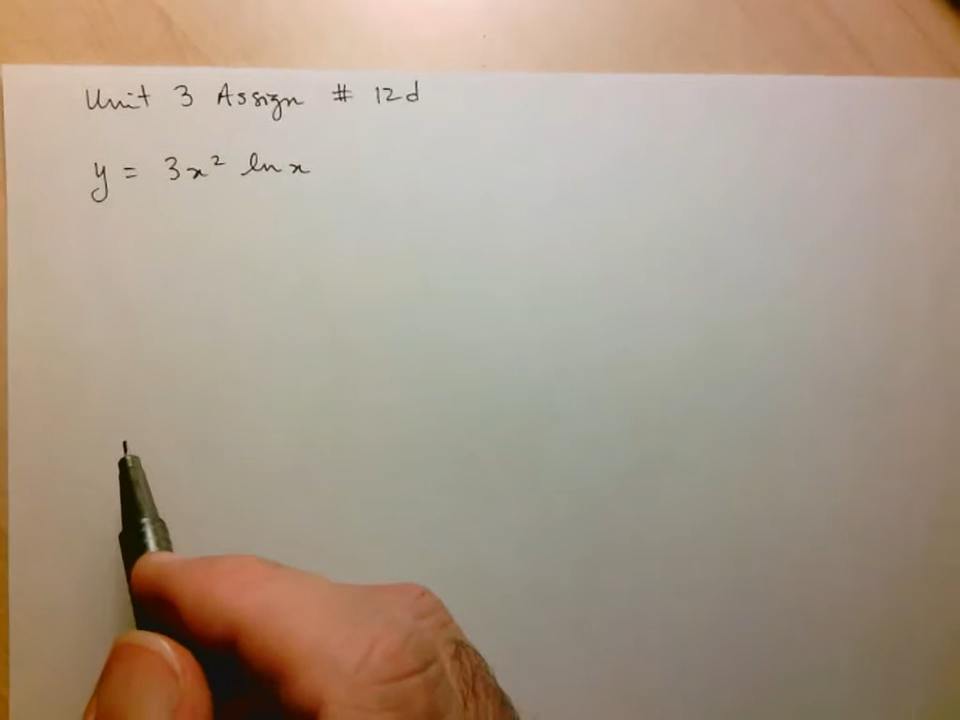 Unit 3 Assign # 12d
y = 3x² ln x